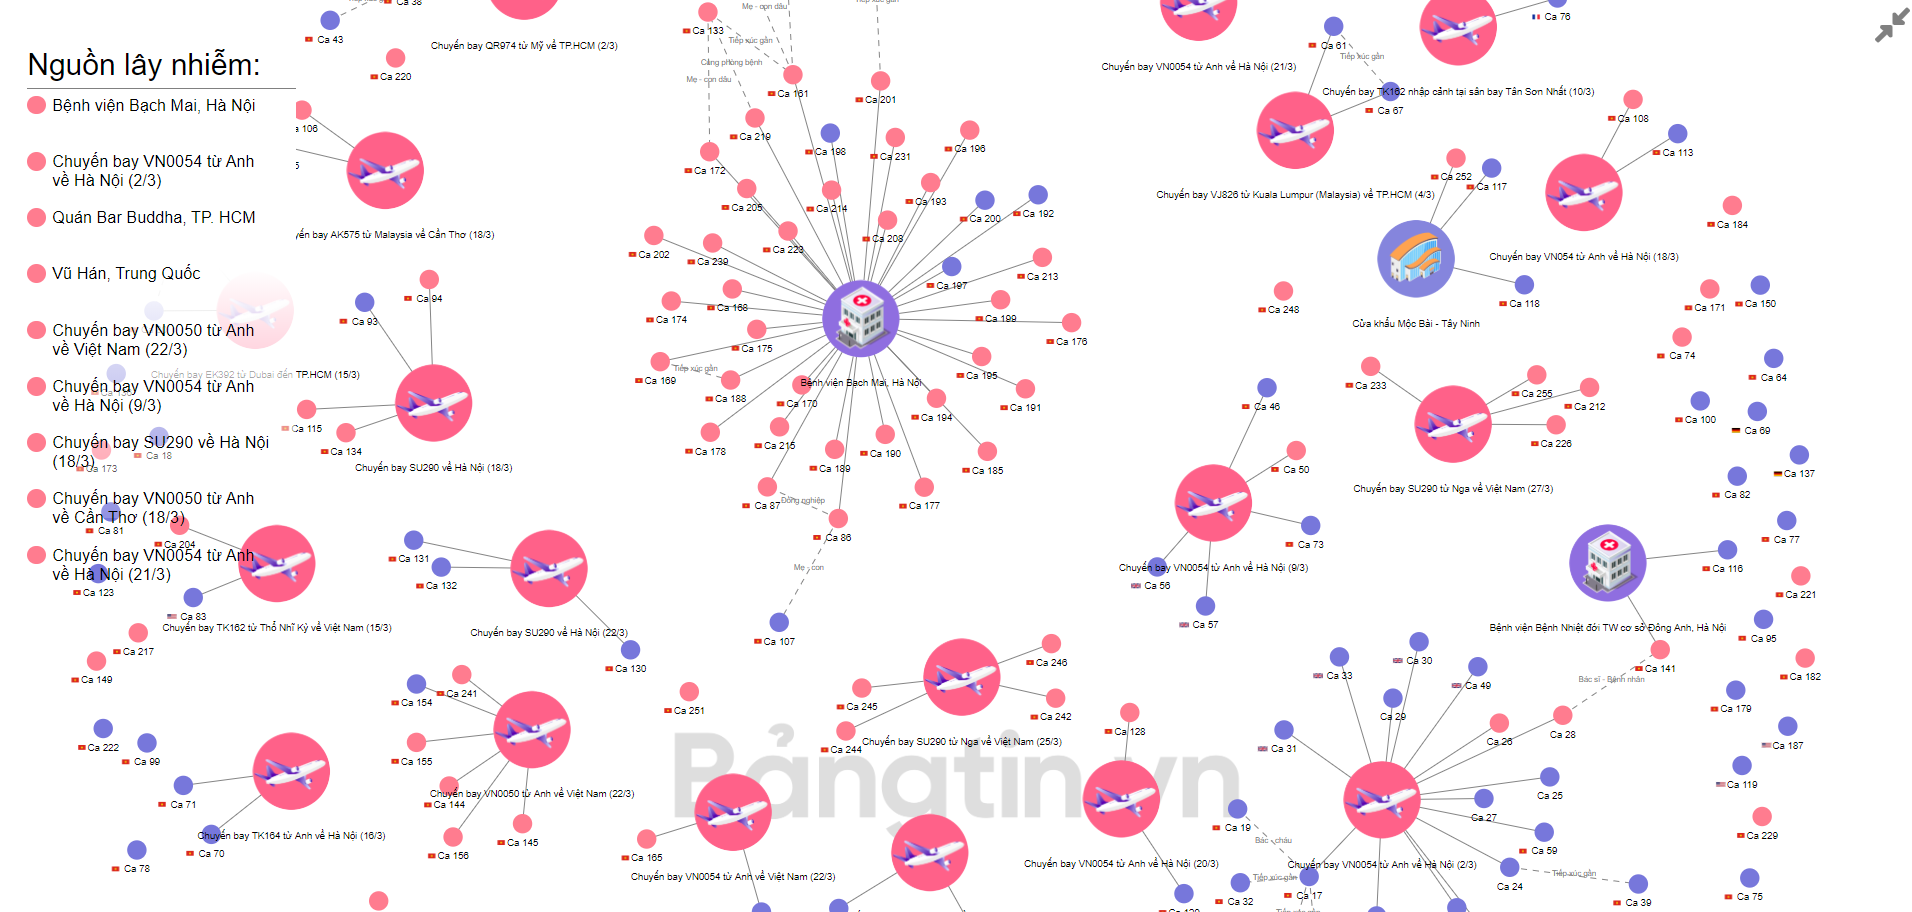 Nguồn lây nhiễm:
Bệnh viện Bạch Mai, Hà Nội
Chuyến bay VN0054 từ Anh
về Hà Nội (2/3)
Quán Bar Buddha, TP. HCM
Vũ Hán, Trung Quốc
Chuyến bay VN0050 từ Anh
về Việt Nam (22/3)
Chuyến bay VN0054 từ Anh
về Hà Nội (9/3)
Chuyến bay SU290 về Hà Nội
(18/3)
Chuyến bay VN0050 từ Anh
về Cần Thơ (18/3)
Chuyến bay VN0054 từ Anh
về Hà Nội (21/3)
Ca 38
Ca 43
Chuyến bay QR974 từ Mỹ về TP.HCM (2/3)
Ca 220
a 106
yến bay AK575 từ Malaysia về Cần Thơ (18/3)
Ca 94
Ca 93
Chuyến bay EK392 từ Dubai đến TP.HCM (15/3)
Ca 115
Ca 134
Chuyến bay SU290 về Hà Nội (18/3)
Ca 18
Ca 173
Ca 81
Ca 204
Ca 123
Ca 83
Chuyến bay TK162 từ Thổ Nhĩ Kỳ về Việt Nam (15/3)
Ca 131
Ca 132
Chuyến bay SU290 về Hà Nội (22/3)
Ca 130
Ca 217
Ca 149
Ca 222
Ca 99
Ca 71
Ca 70
Chuyến bay TK164 từ Anh về Hà Nội (16/3)
Ca 78
Ca 154
Ca 241
Ca 155
Ca 144
Chuyến bay VN0050 từ Anh về Việt Nam (22/3)
Ca 156
Ca 145
Mẹ - con dâu
Tiếp xúc gần
Ca 133
Tiếp xúc gần
Cùng phòng bệnh
Mẹ - con dâu
Ca 161
Ca 201
Ca 219
Ca 198
Ca 231
Ca 196
Ca 172
Ca 205
Ca 214
Ca 193
Ca 200
Ca 192
Ca 202
Ca 239
Ca 223
Ca 208
Ca 213
Ca 197
Ca 174
Ca 168
Ca 199
Ca 176
Ca 175
Ca 169
Tiếp xúc gần
Ca 188
Ca 170
Bệnh viện Bạch Mai, Hà Nội
Ca 195
Ca 191
Ca 194
Ca 178
Ca 215
Ca 189
Ca 190
Ca 185
Ca 87
Đồng nghiệp
Ca 177
Ca 86
Mẹ - con
Ca 107
Ca 251
Ca 246
Ca 245
Ca 242
Ca 244
Chuyến bay SU290 từ Nga về Việt Nam (25/3)
Bảngtin.vn
Ca 165
Chuyến bay VN0054 từ Anh về Việt Nam (22/3)
Ca 128
Chuyến bay VN0054 từ Anh về Hà Nội (20/3)
Ca 76
Ca 61
Tiếp xúc gần
Chuyến bay VN0054 từ Anh về Hà Nội (21/3)
Chuyến bay TK162 nhập cảnh tại sân bay Tân Sơn Nhất (10/3)
Ca 67
Ca 108
Ca 113
Ca 252
Ca 117
Chuyến bay VJ826 từ Kuala Lumpur (Malaysia) về TP.HCM (4/3)
Ca 184
Chuyến bay VN054 từ Anh về Hà Nội (18/3)
Ca 118
Ca 248
Cửa khẩu Mộc Bài - Tây Ninh
Ca 171
Ca 150
Ca 74
Ca 64
Ca 233
Ca 255
Ca 212
Ca 226
Ca 100
Ca 69
Chuyến bay SU290 từ Nga về Việt Nam (27/3)
Ca 137
Ca 82
Ca 46
Ca 50
Ca 73
Chuyến bay VN0054 từ Anh về Hà Nội (9/3)
Ca 56
Ca 57
Ca 77
Ca 116
Ca 221
Bệnh viện Bệnh Nhiệt đới TW cơ sở Đông Anh, Hà Nội
Ca 95
Ca 141
Bác sĩ - Bệnh nhân
Ca 182
Ca 179
Ca 187
Ca 119
Ca 229
Ca 75
Ca 33
Ca 30
Ca 49
Ca 29
Ca 31
Ca 26
Ca 28
Ca 25
Ca 27
Ca 59
Ca 19
Bác - cháu
Chuyến bay VN0054 từ Anh về Hà Nội (2/3)
Tiếp xúc gần
Ca 32
Ca 17
Ca 24
Tiếp xúc gần
Ca 39